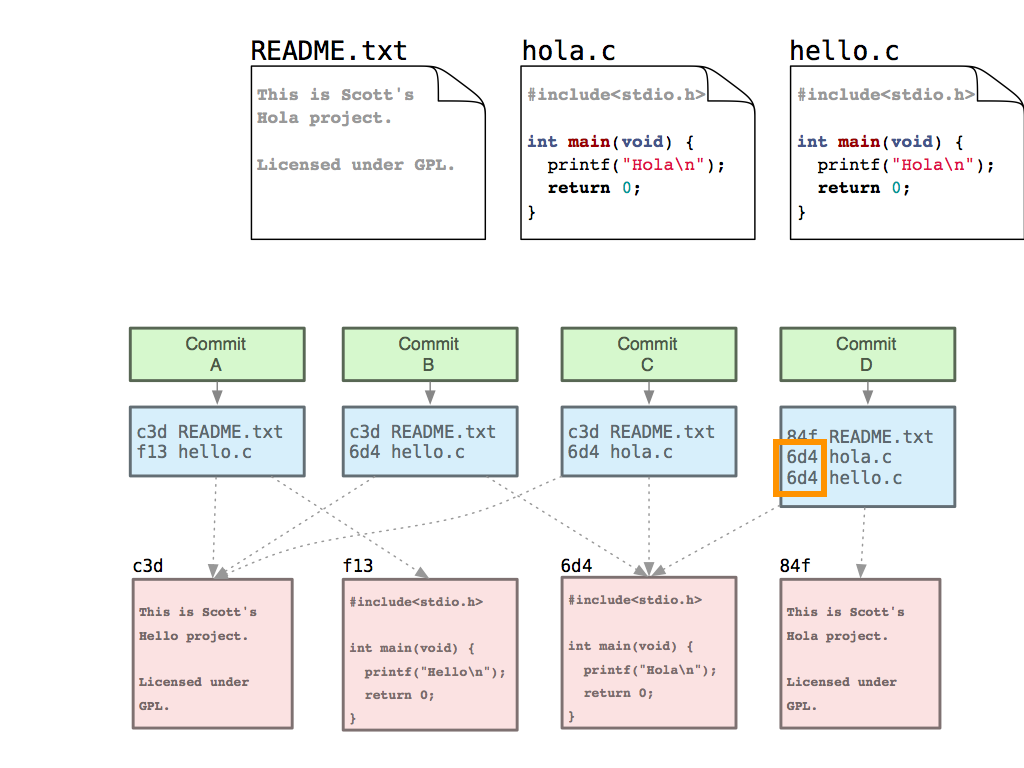 README.txt
This is Scott's
Hola project.
Licensed under GPL.
hola.c
#include<stdio.h>
int main(void) {
printf("Hola\n");
return 0;
}
hello.c
#include<stdio.h>
int main(void) {
printf("Hola\n");
return 0;
}
Commit
A
Commit
B
Commit
C
Commit
D
c3d README.txt
f13 hello.c
c3d README.txt
6d4 hello.c
c3d README.txt
6d4 hola.c
84f README.txt
6d4 hola.c
6d4 hello.c
c3d
This is Scott's
Hello project.
Licensed under
GPL.
f13
#include<stdio.h>
int main(void) {
printf("Hello\n");
return 0;
}
6d4
#include<stdio.h>
int main(void) {
printf("Hola\n");
return 0;
}
84f
This is Scott's
Hola project.
Licensed under
GPL.